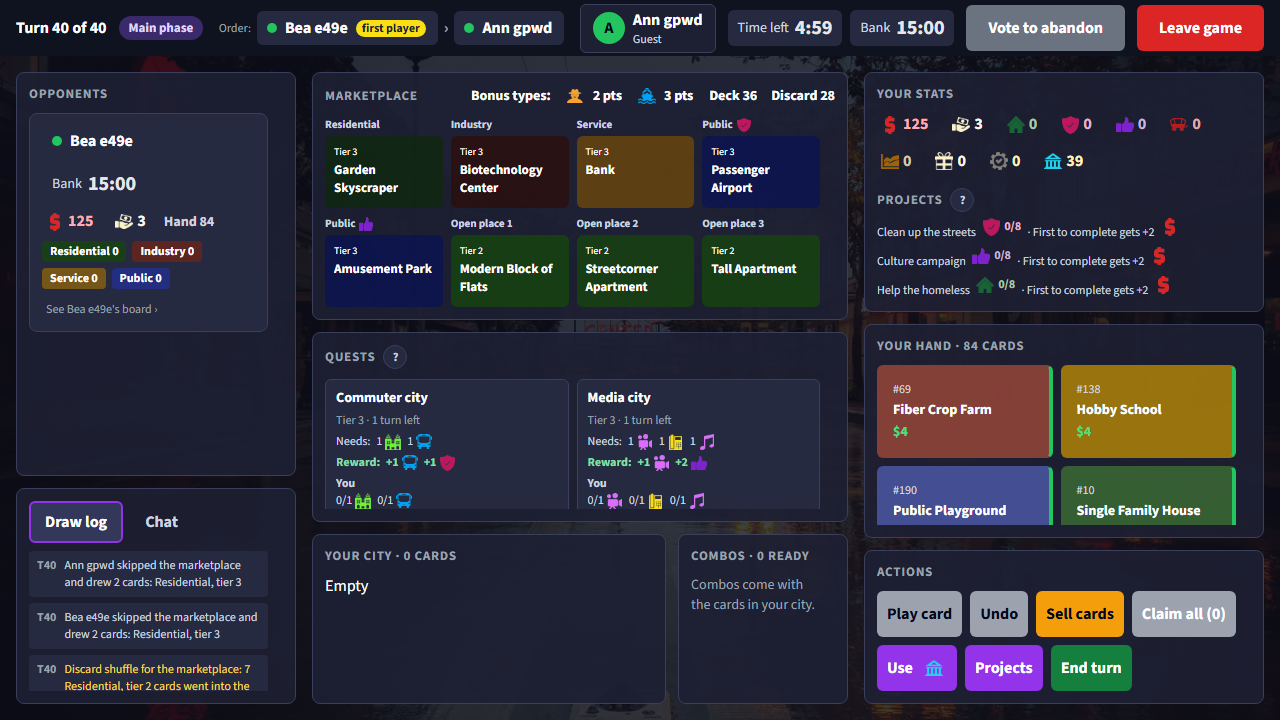 Turn 40 of 40 Main phase Order: Bea e49e first player › Ann gpwd A Ann gpwd Guest Time left 4:59 Bank 15:00 Vote to abandon Leave game
OPPONENTS
Bea e49e
Bank 15:00
125 3 Hand 84
Residential 0 Industry 0
Service 0 Public 0
See Bea e49e's board ›
Draw log Chat
T40 Ann gpwd skipped the marketplace
and drew 2 cards: Residential, tier 3
T40 Bea e49e skipped the marketplace and
drew 2 cards: Residential, tier 3
T40 Discard shuffle for the marketplace: 7
Residential, tier 2 cards went into the
MARKETPLACE Bonus types: 2 pts 3 pts Deck 36 Discard 28
Residential Industry Service Public
Tier 3 Tier 3 Tier 3 Tier 3
Garden Biotechnology Bank Passenger
Skyscraper Center Airport
Public Open place 1 Open place 2 Open place 3
Tier 3 Tier 2 Tier 2 Tier 2
Amusement Park Modern Block of Streetcorner Tall Apartment
Flats Apartment
QUESTS ?
Commuter city Media city
Tier 3 · 1 turn left Tier 3 · 1 turn left
Needs: 1 1 Needs: 1 1 1
Reward: +1 +1 Reward: +1 +2
You You
0/1 0/1 0/1 0/1 0/1
YOUR CITY · 0 CARDS
Empty
COMBOS · 0 READY
Combos come with
the cards in your city.
YOUR STATS
125 3 0 0 0 0
0 0 0 39
PROJECTS ?
Clean up the streets 0/8 · First to complete gets +2
Culture campaign 0/8 · First to complete gets +2
Help the homeless 0/8 · First to complete gets +2
YOUR HAND · 84 CARDS
#69 #138
Fiber Crop Farm Hobby School
$4 $4
#190 #10
Public Playground Single Family House
ACTIONS
Play card Undo Sell cards Claim all (0)
Use Projects End turn